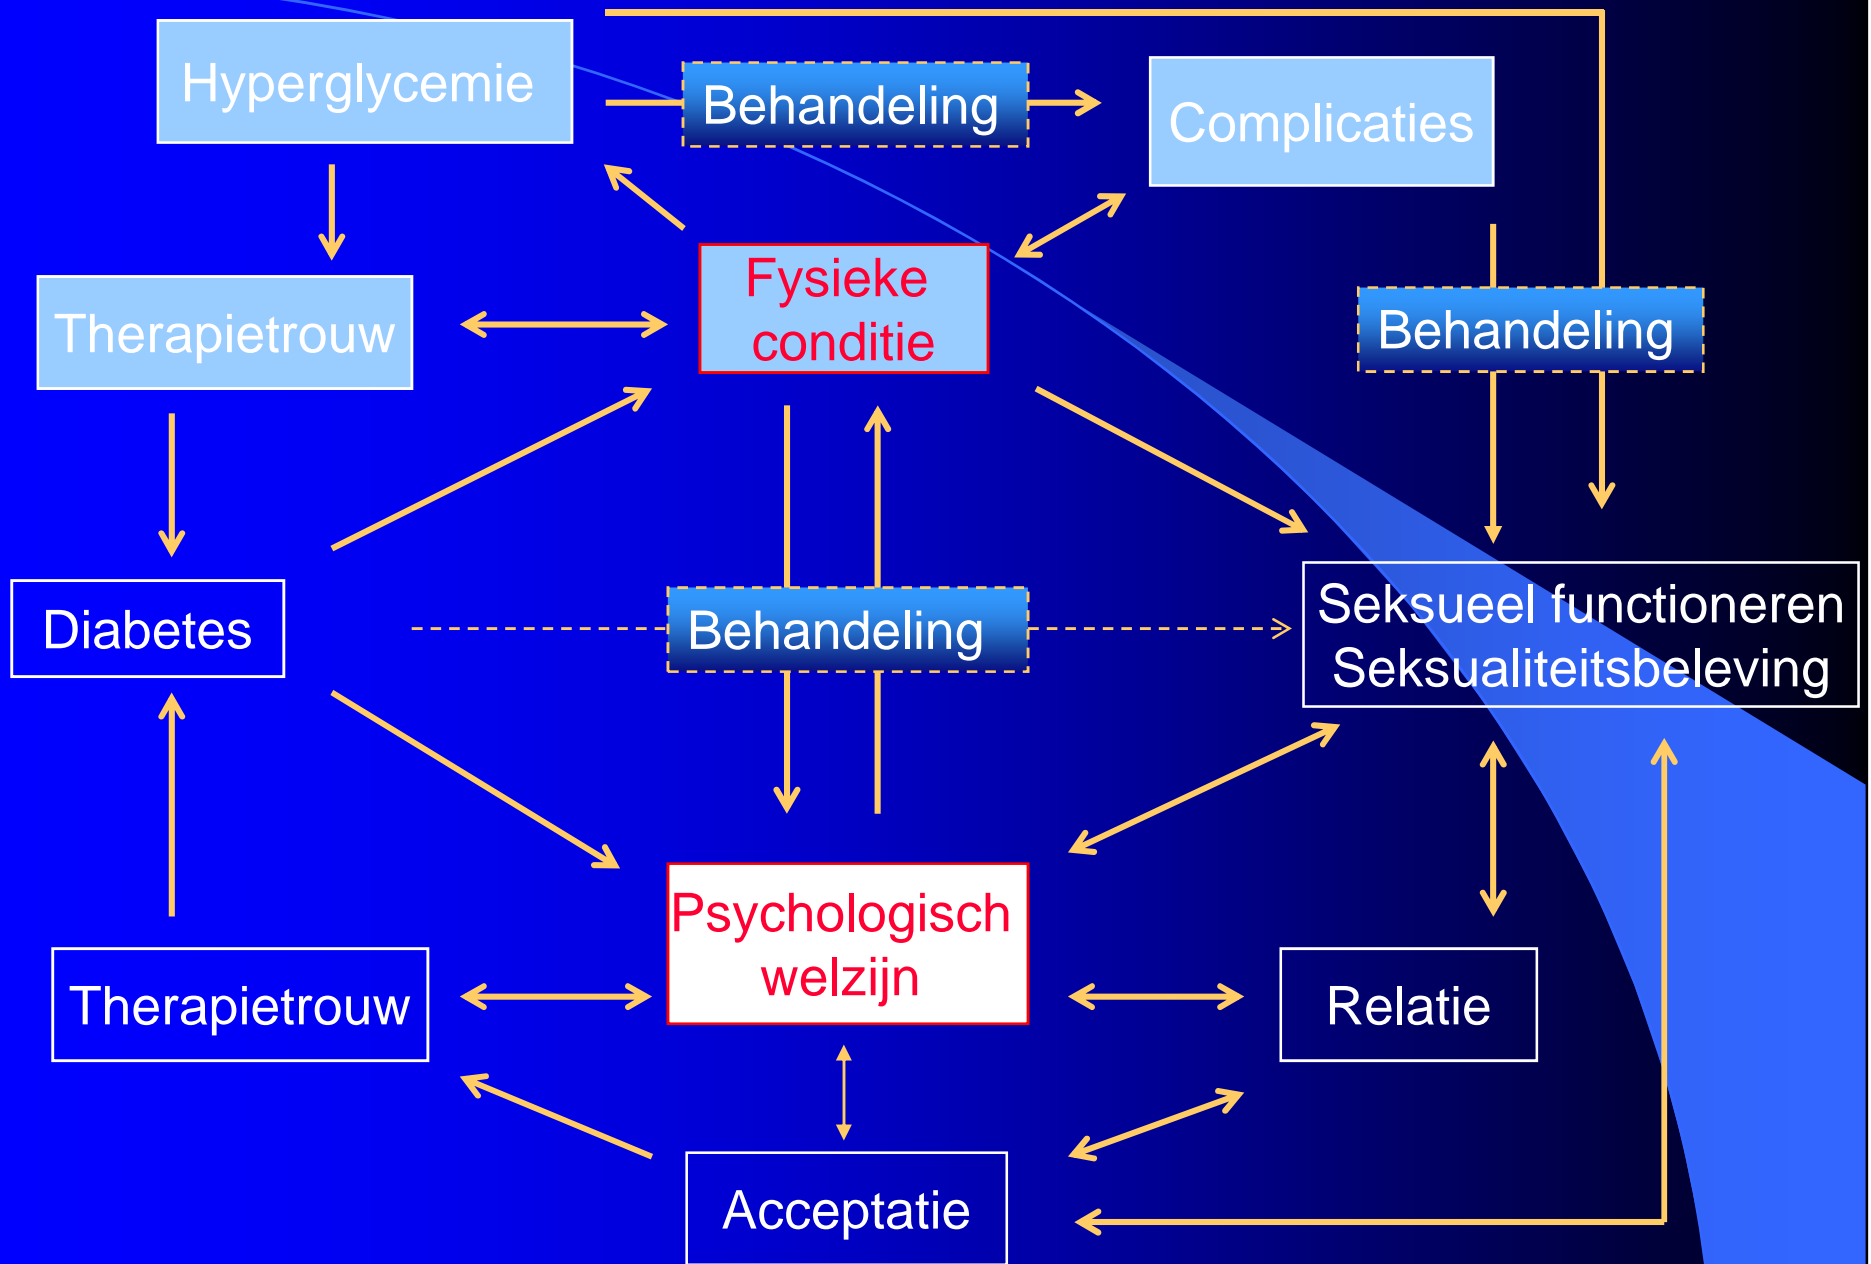 Hyperglycemie
Behandeling
Complicaties
Fysieke
conditie
Therapietrouw
Behandeling
Diabetes
Behandeling
Seksueel functioneren
Seksualiteitsbeleving
Psychologisch
welzijn
Therapietrouw
Relatie
Acceptatie